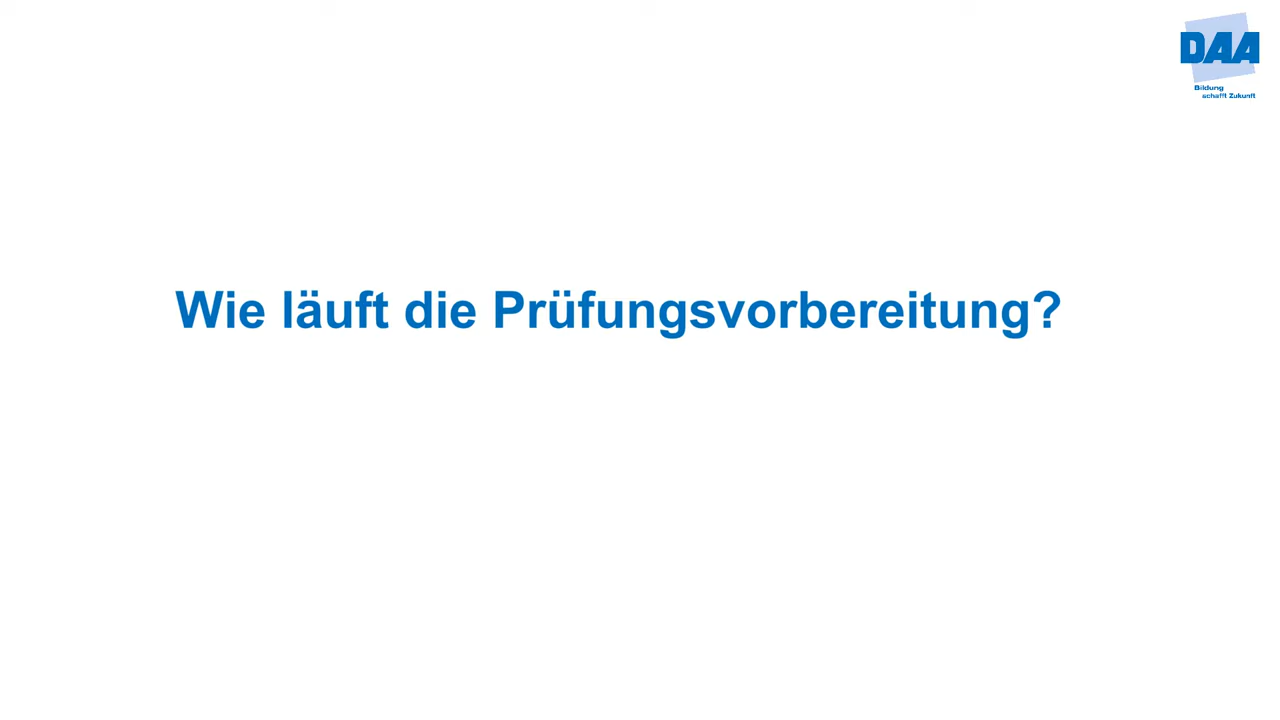 DAA
Bildung
schafft Zukunft
Wie läuft die Prüfungsvorbereitung?